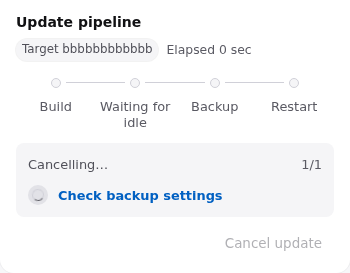 Update pipeline
Target bbbbbbbbbbbb Elapsed 0 sec
Build Waiting for idle Backup Restart
Cancelling… 1/1
Check backup settings
Cancel update